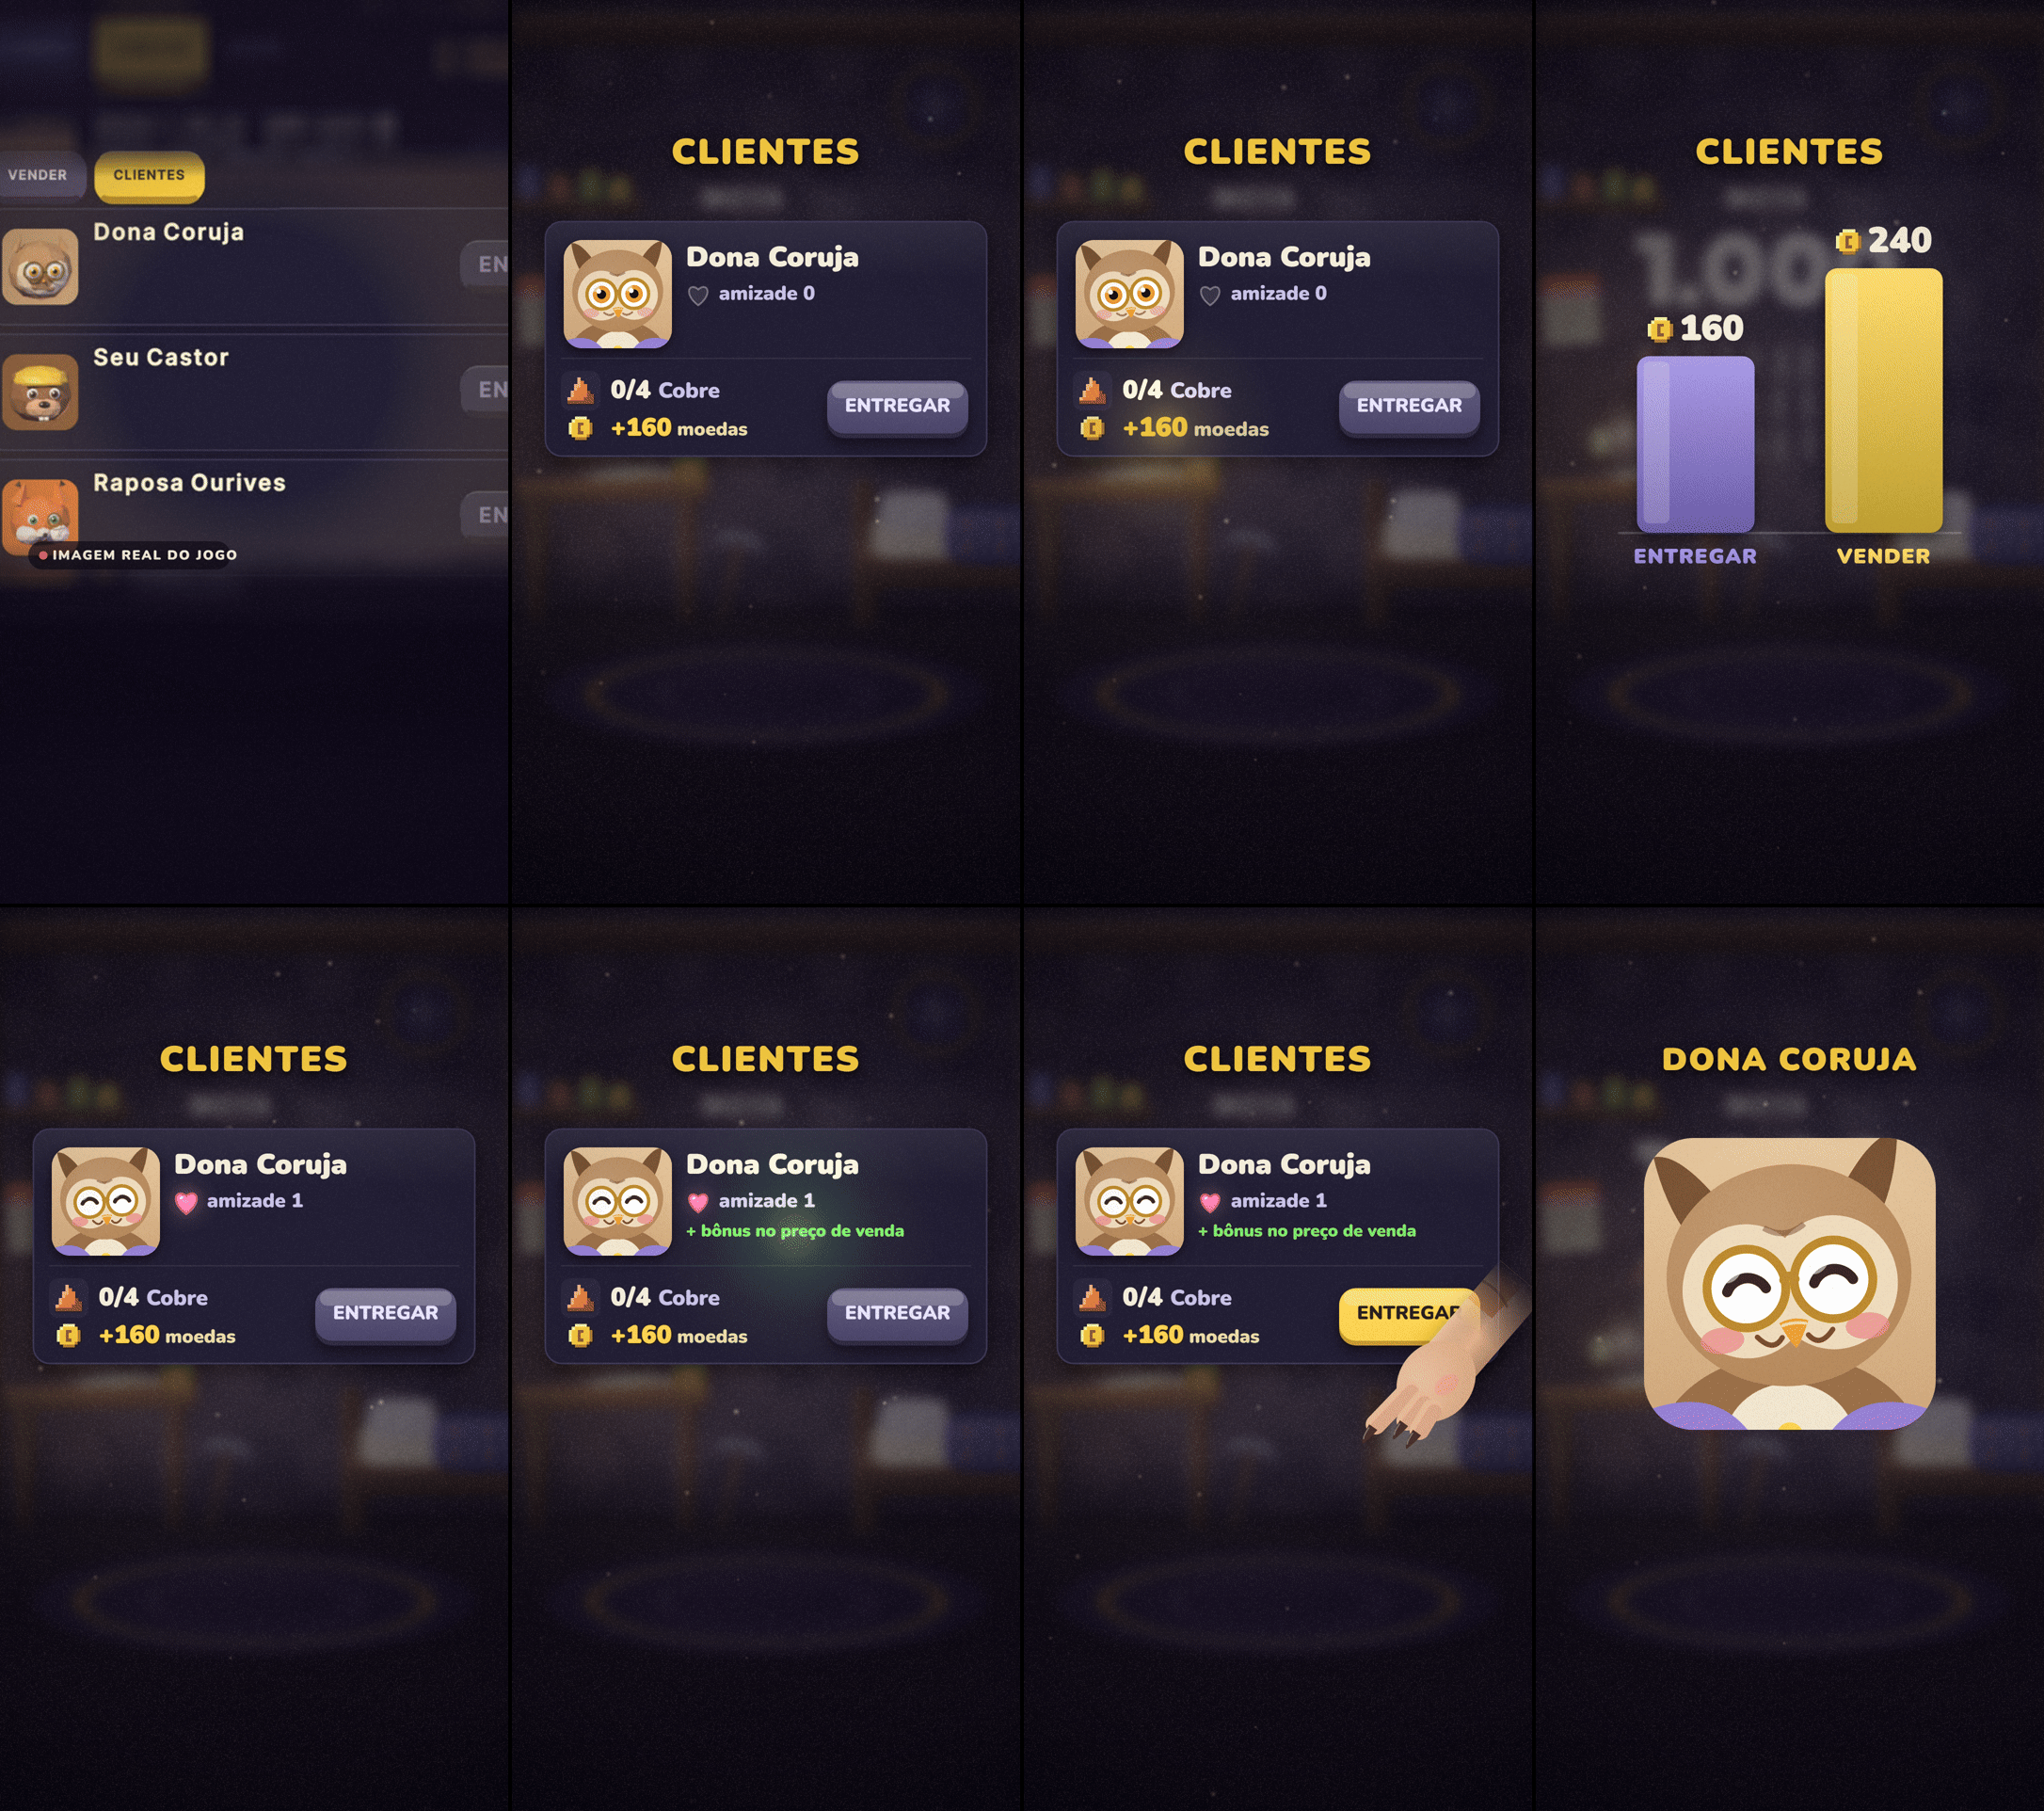 VENDER
CLIENTES
Dona Coruja
EN
Seu Castor
EN
Raposa Ourives
EN
IMAGEM REAL DO JOGO
CLIENTES
Dona Coruja
amizade 0
0/4 Cobre
+160 moedas
ENTREGAR
CLIENTES
Dona Coruja
amizade 0
0/4 Cobre
+160 moedas
ENTREGAR
CLIENTES
1.00
240
160
ENTREGAR
VENDER
CLIENTES
Dona Coruja
amizade 1
0/4 Cobre
+160 moedas
ENTREGAR
CLIENTES
Dona Coruja
amizade 1
+ bônus no preço de venda
0/4 Cobre
+160 moedas
ENTREGAR
CLIENTES
Dona Coruja
amizade 1
+ bônus no preço de venda
0/4 Cobre
+160 moedas
ENTREGAR
DONA CORUJA